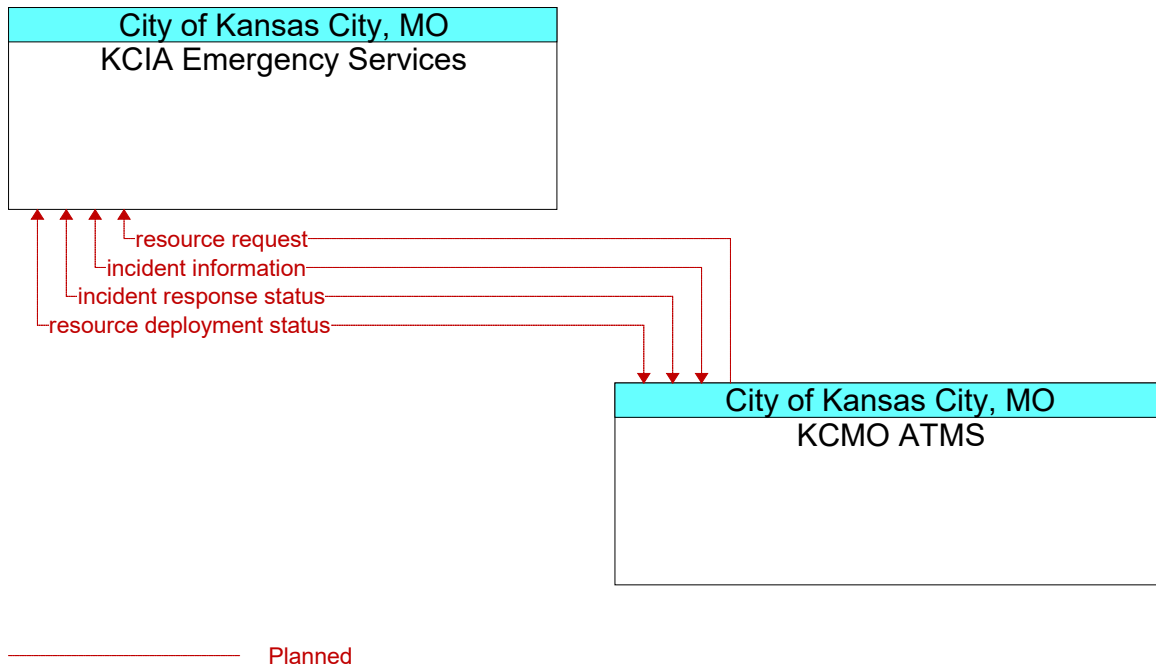 City of Kansas City, MO
KCIA Emergency Services
resource request
incident information
incident response status
resource deployment status
City of Kansas City, MO
KCMO ATMS
Planned